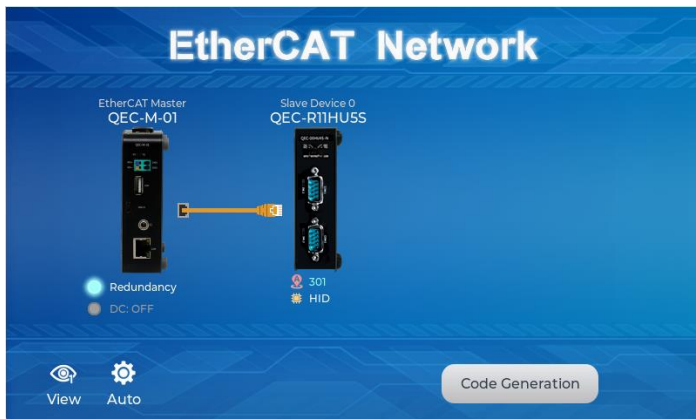 EtherCAT Network
EtherCAT Master
QEC-M-01
Slave Device 0
QEC-R11HU5S
Redundancy
DC: OFF
301
HID
View
Auto
Code Generation